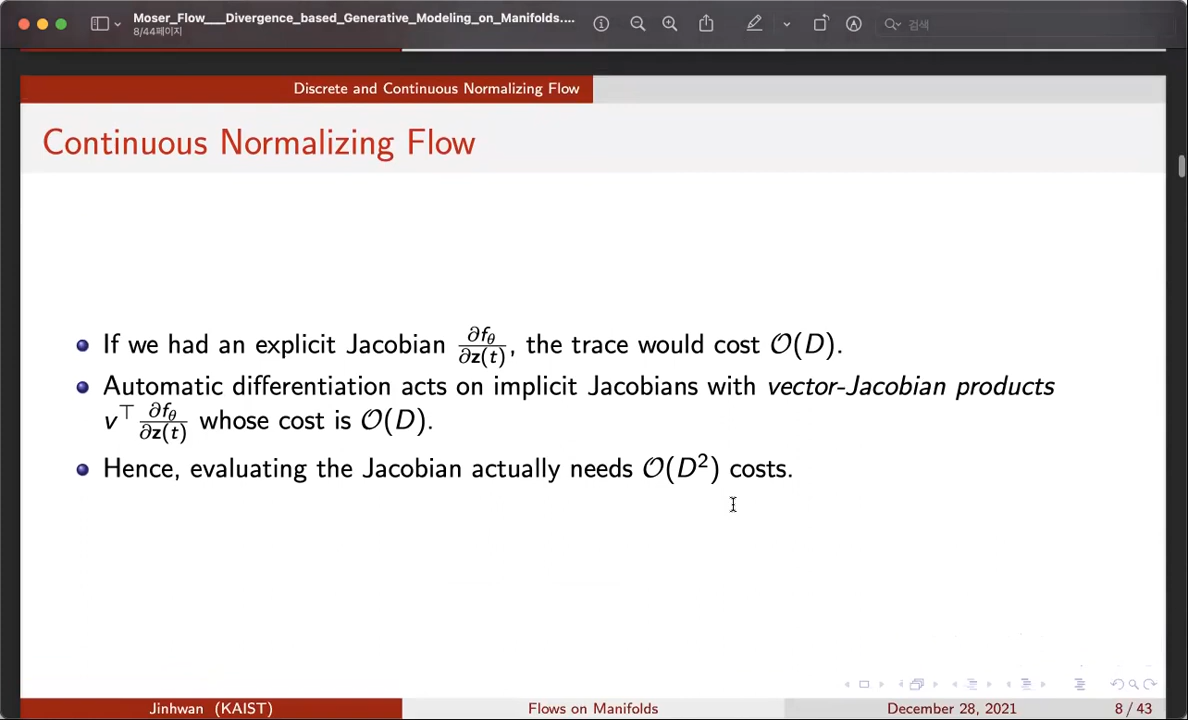 Moser_Flow___Divergence_based_Generative_Modeling_on_Manifolds....
8/44페이지
검색
Discrete and Continuous Normalizing Flow
Continuous Normalizing Flow
If we had an explicit Jacobian ∂f_θ/∂z(t), the trace would cost O(D).
Automatic differentiation acts on implicit Jacobians with vector-Jacobian products
v^⊤ ∂f_θ/∂z(t) whose cost is O(D).
Hence, evaluating the Jacobian actually needs O(D²) costs.
Jinhwan (KAIST)
Flows on Manifolds
December 28, 2021
8 / 43